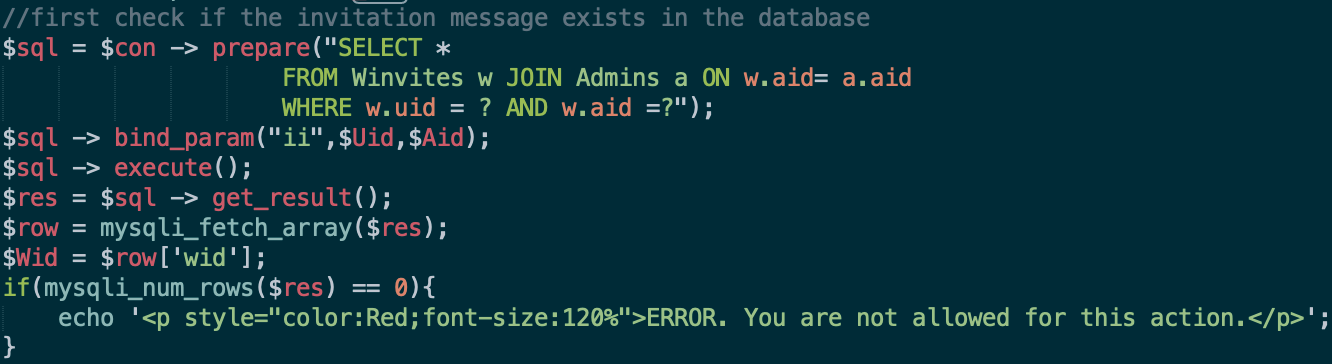 //first check if the invitation message exists in the database
$sql = $con -> prepare("SELECT *
FROM Winvites w JOIN Admins a ON w.aid= a.aid
WHERE w.uid = ? AND w.aid =?");
$sql -> bind_param("ii",$Uid,$Aid);
$sql -> execute();
$res = $sql -> get_result();
$row = mysqli_fetch_array($res);
$Wid = $row['wid'];
if(mysqli_num_rows($res) == 0){
echo '<p style="color:Red;font-size:120%">ERROR. You are not allowed for this action.</p>';
}